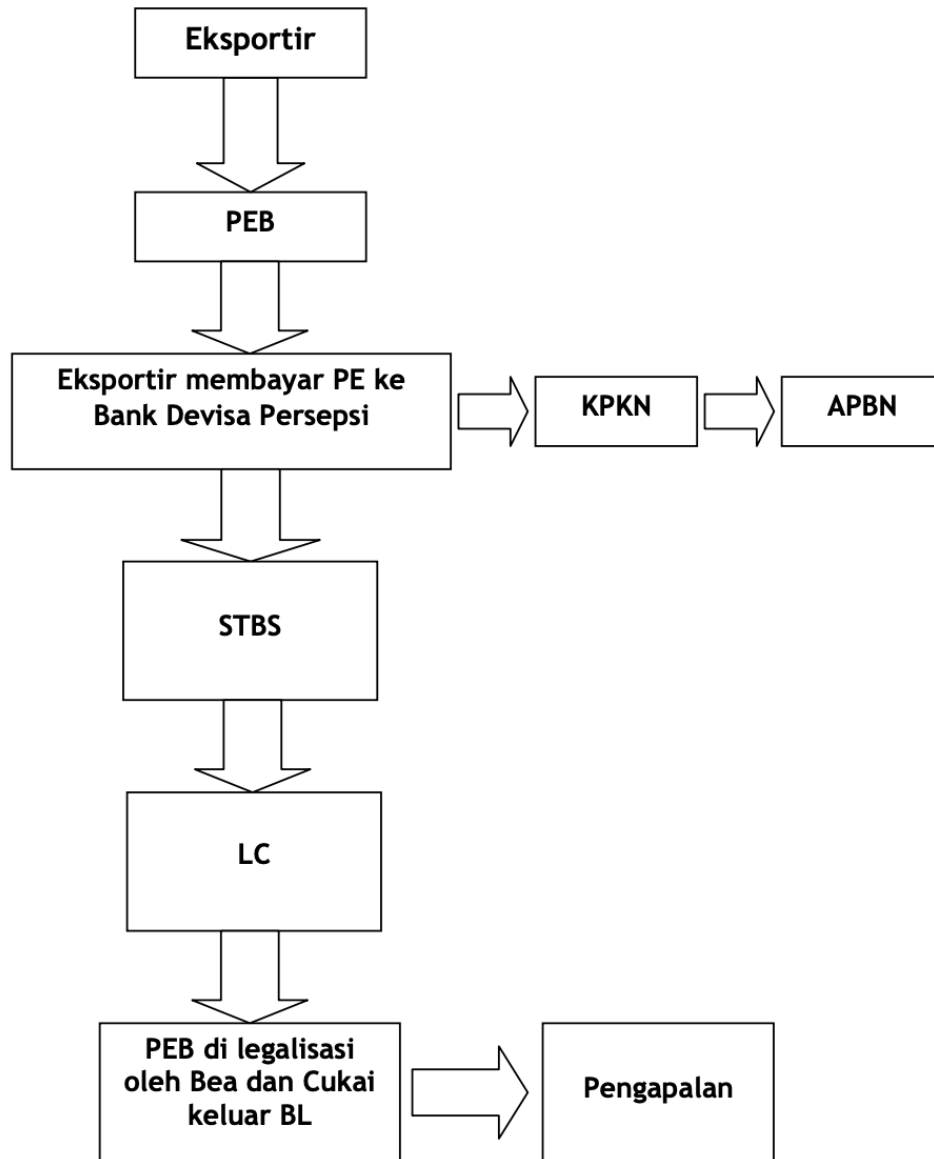 Eksportir
PEB
Eksportir membayar PE ke
Bank Devisa Persepsi
KPKN
APBN
STBS
LC
PEB di legalisasi
oleh Bea dan Cukai
keluar BL
Pengapalan